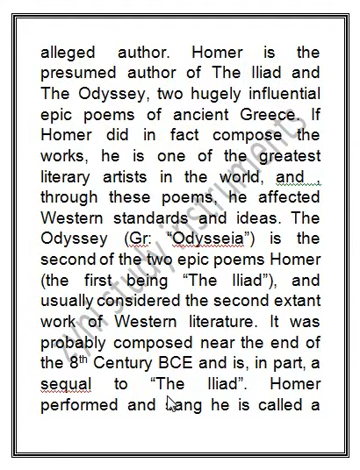 alleged author. Homer is the
presumed author of The Iliad and
The Odyssey, two hugely influential
epic poems of ancient Greece. If
Homer did in fact compose the
works, he is one of the greatest
literary artists in the world, and ,
through these poems, he affected
Western standards and ideas. The
Odyssey (Gr: “Odysseia”) is the
second of the two epic poems Homer
(the first being “The Iliad”), and
usually considered the second extant
work of Western literature. It was
probably composed near the end of
the 8th Century BCE and is, in part, a
sequal to “The Iliad”. Homer
performed and sang he is called a
study instruments